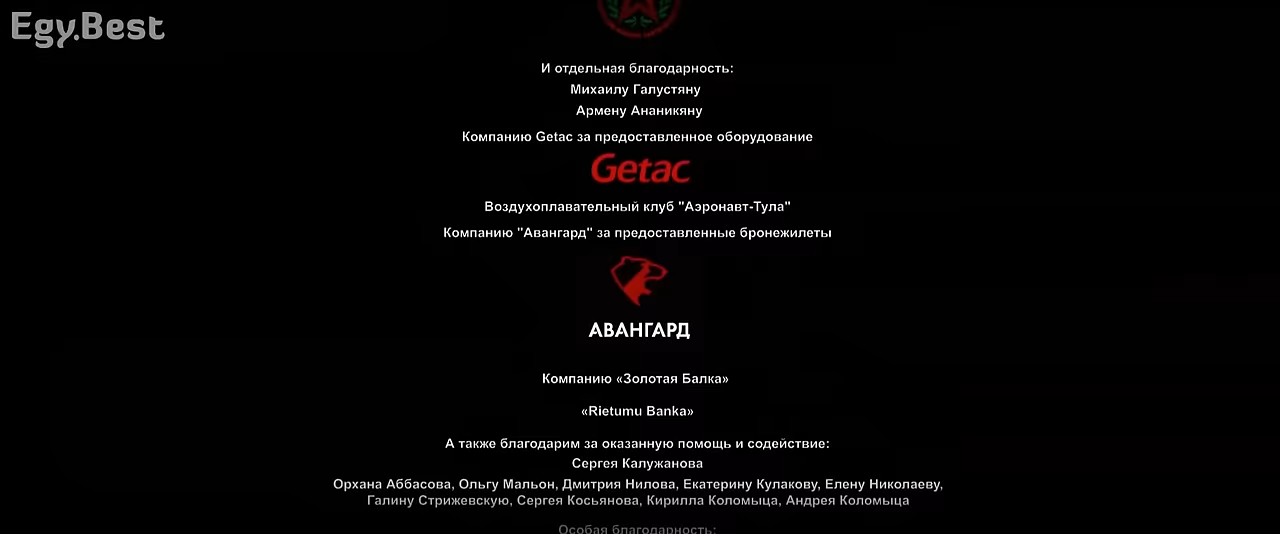 Egy.Best
И отдельная благодарность:
Михаилу Галустяну
Армену Ананикяну
Компанию Getac за предоставленное оборудование
Getac
Воздухоплавательный клуб "Аэронавт-Тула"
Компанию "Авангард" за предоставленные бронежилеты
АВАНГАРД
Компанию «Золотая Балка»
«Rietumu Banka»
А также благодарим за оказанную помощь и содействие:
Сергея Калужанова
Орхана Аббасова, Ольгу Мальон, Дмитрия Нилова, Екатерину Кулакову, Елену Николаеву,
Галину Стрижевскую, Сергея Косьянова, Кирилла Коломыца, Андрея Коломыца
Особая благодарность: